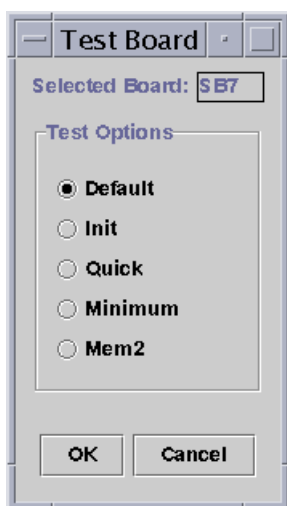 Test Board
Selected Board: SB7
Test Options
Default
Init
Quick
Minimum
Mem2
OK Cancel